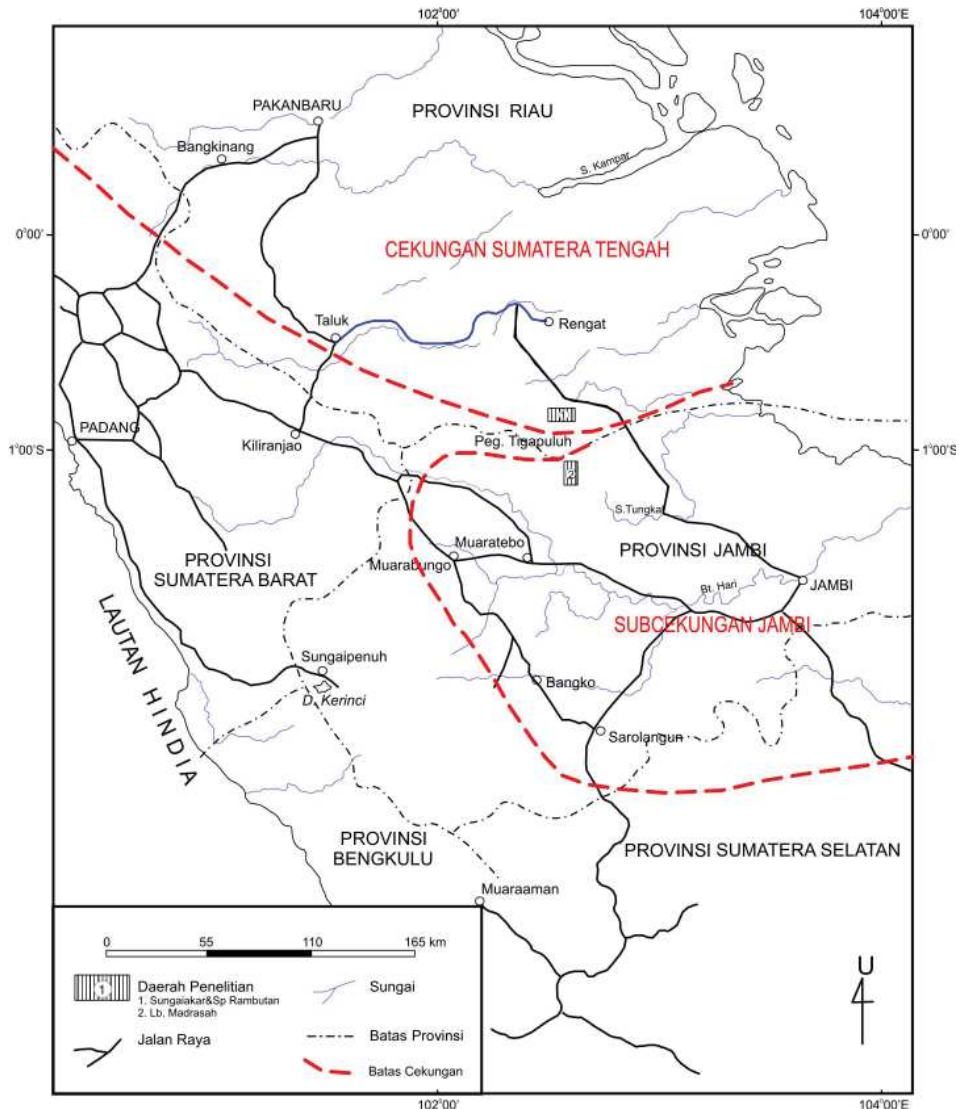 102°00'
104°00'E
PAKANBARU
PROVINSI RIAU
Bangkinang
S. Kampar
0°00'
0°00'
CEKUNGAN SUMATERA TENGAH
Taluk
Rengat
PADANG
Kiliranjao
Peg. Tigapuluh
1°00'S
1°00'S
2
S.Tungkal
PROVINSI
SUMATERA BARAT
Muaratebo
Muarabungo
PROVINSI JAMBI
Bt. Hari
JAMBI
SUBCEKUNGAN JAMBI
LAUTAN HINDIA
Sungaipenuh
D. Kerinci
Bangko
Sarolangun
PROVINSI
BENGKULU
PROVINSI SUMATERA SELATAN
Muaraaman
0 55 110 165 km
1
Daerah Penelitian
1. Sungaiakar&Sp Rambutan
2. Lb. Madrasah
Sungai
Jalan Raya
Batas Provinsi
Batas Cekungan
U
102°00'
104°00'E